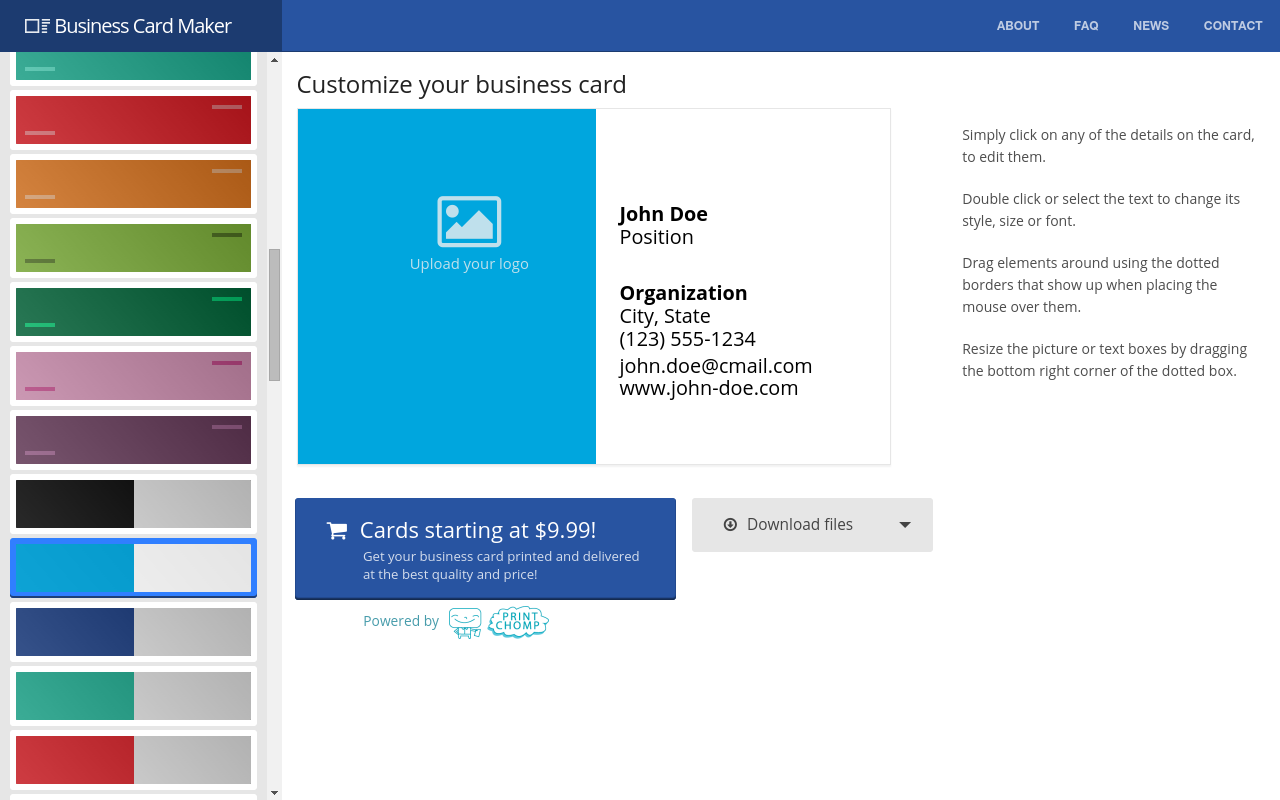 Business Card Maker
ABOUT FAQ NEWS CONTACT
Customize your business card
Upload your logo
John Doe
Position
Organization
City, State
(123) 555-1234
john.doe@cmail.com
www.john-doe.com
Simply click on any of the details on the card,
to edit them.
Double click or select the text to change its
style, size or font.
Drag elements around using the dotted
borders that show up when placing the
mouse over them.
Resize the picture or text boxes by dragging
the bottom right corner of the dotted box.
Cards starting at $9.99!
Get your business card printed and delivered
at the best quality and price!
Download files
Powered by
PRINT
CHOMP